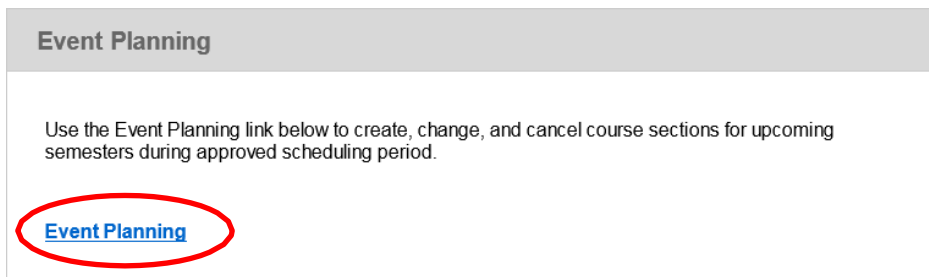 Event Planning
Use the Event Planning link below to create, change, and cancel course sections for upcoming
semesters during approved scheduling period.
Event Planning